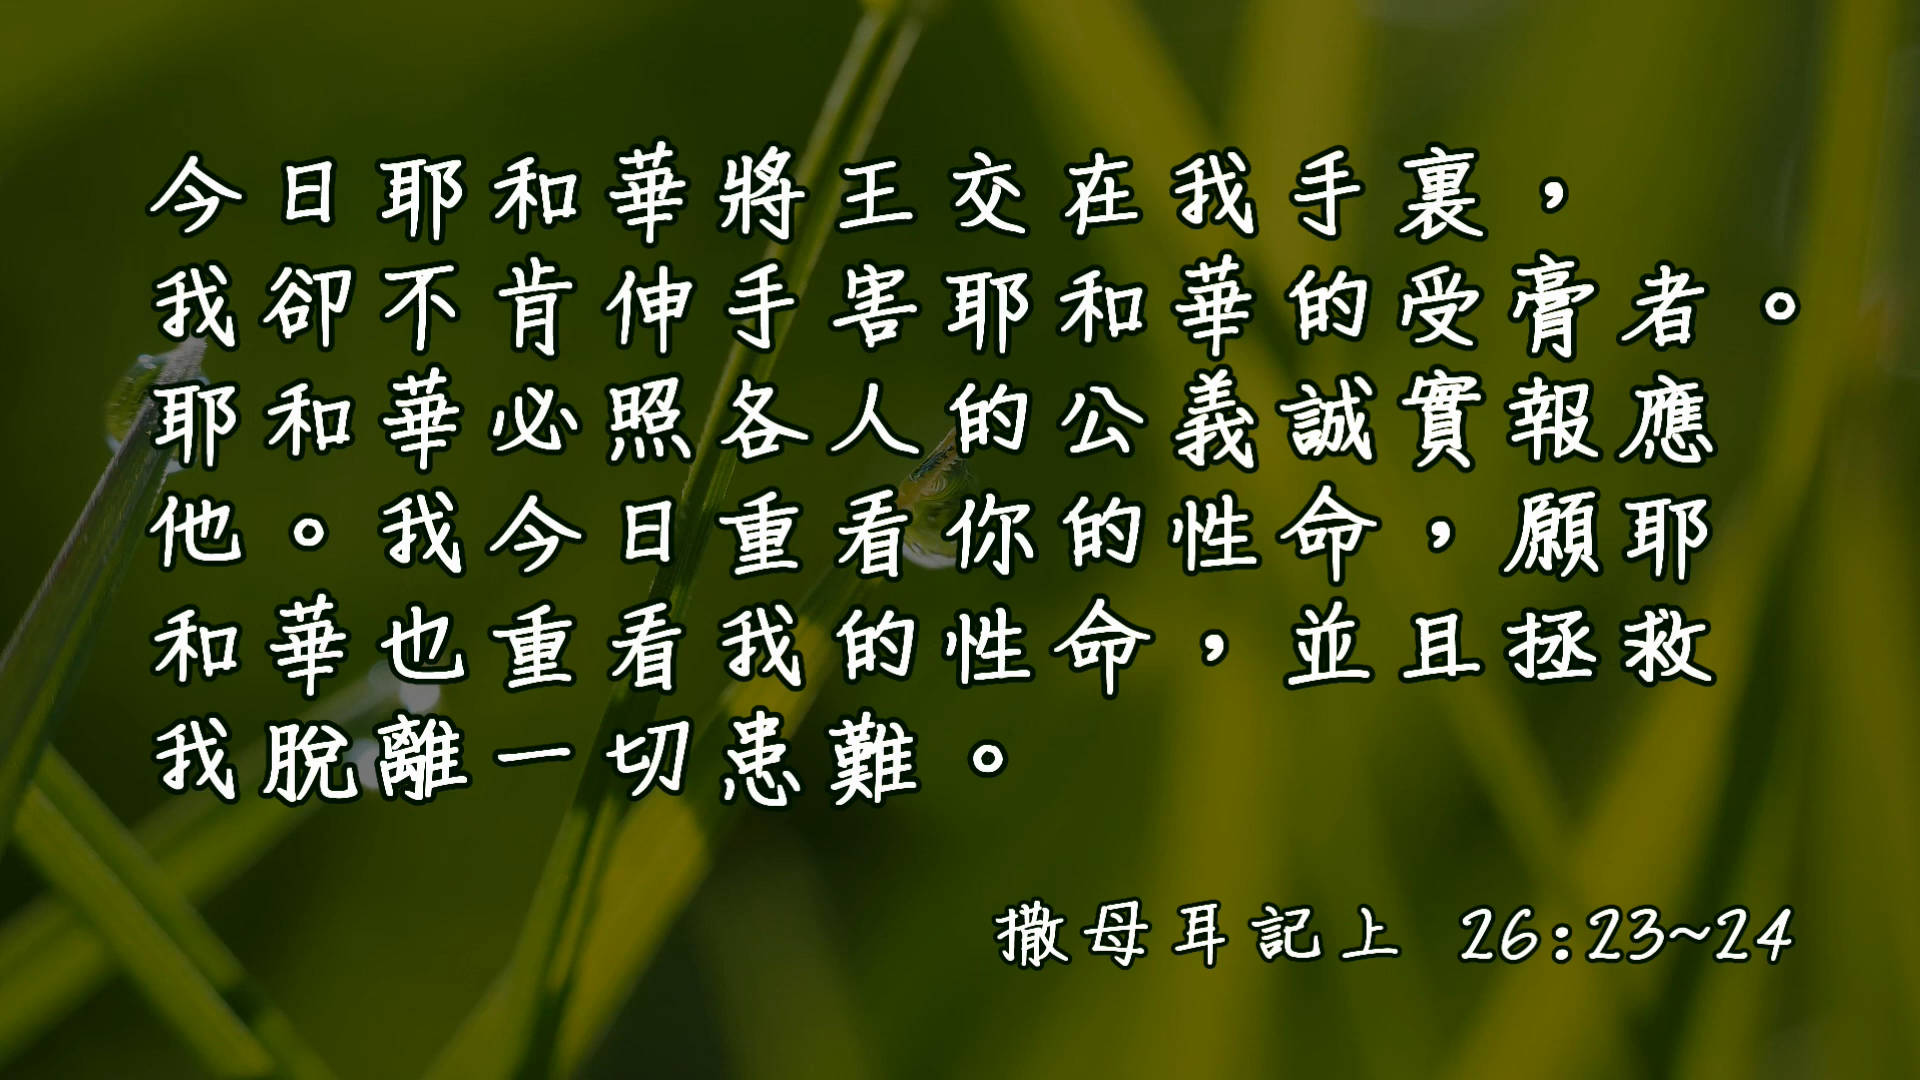 今日耶和華將王交在我手裏，
我卻不肯伸手害耶和華的受膏者。
耶和華必照各人的公義誠實報應
他。我今日重看你的性命，願耶
和華也重看我的性命，並且拯救
我脫離一切患難。
撒母耳記上 26:23~24